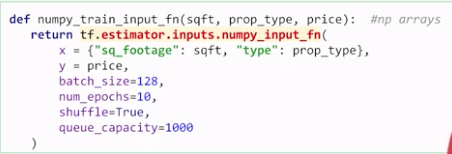 def numpy_train_input_fn(sqft, prop_type, price):  #np arrays
  return tf.estimator.inputs.numpy_input_fn(
      x = {"sq_footage": sqft, "type": prop_type},
      y = price,
      batch_size=128,
      num_epochs=10,
      shuffle=True,
      queue_capacity=1000
  )